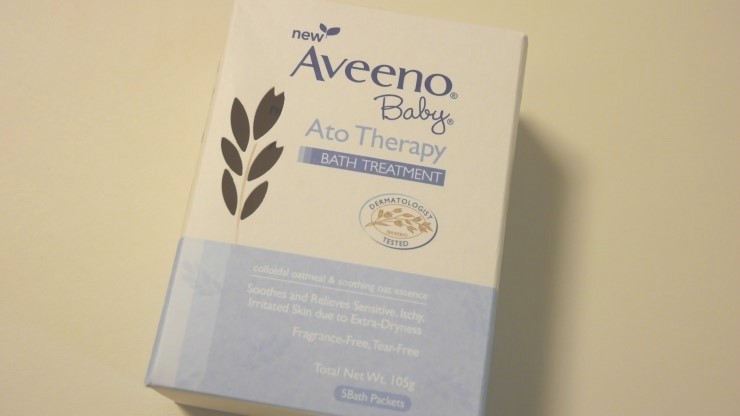 new
Aveeno®
Baby®
Ato Therapy
BATH TREATMENT
DERMATOLOGIST
TESTED
colloidal oatmeal & soothing oat essence
Soothes and Relieves Sensitive, Itchy,
Irritated Skin due to Extra-Dryness
Fragrance-Free, Tear-Free
Total Net Wt. 105g
5Bath Packets